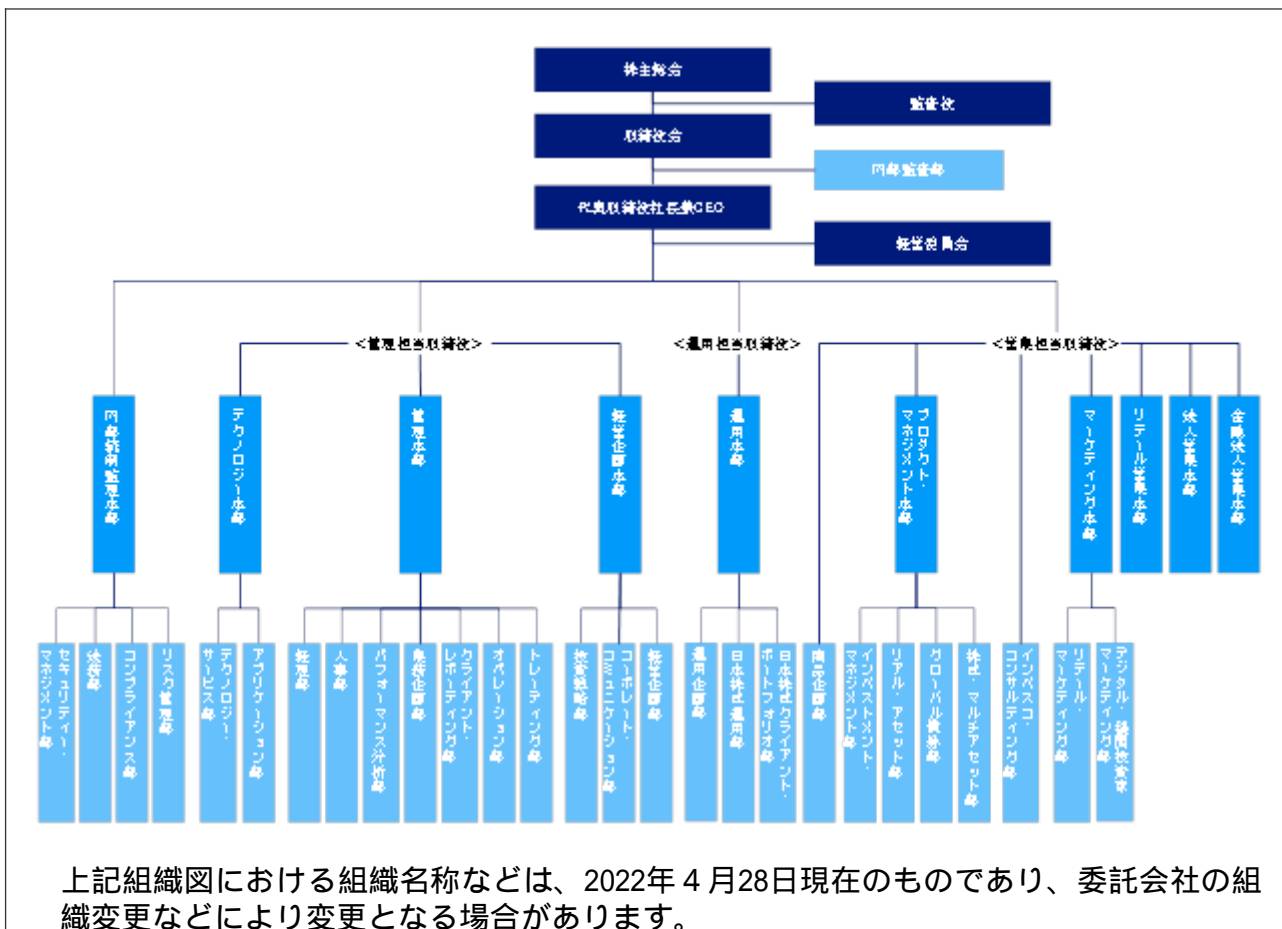 株主総会
監査役
取締役会
内部監査部
代表取締役社長兼CEO
経営委員会
<管理担当取締役>
<運用担当取締役>
<営業担当取締役>
内部統制監理本部
テクノロジー本部
管理本部
経営企画本部
運用本部
プロダクト・
マネジメント本部
マーケティング本部
リテール営業本部
法人営業本部
金融法人営業本部
セキュリティー・
マネジメント部
法務部
コンプライアンス部
リスク管理部
テクノロジー・
サービス部
アプリケーション部
経理部
人事部
パフォーマンス分析部
業務企画部
クライアント・
レポーティング部
オペレーション部
トレーディング部
コーポレート・
コミュニケーション部
経営企画部
運用企画部
日本株式運用部
日本株式クライアント・
ポートフォリオ部
商品企画部
インベストメント・
マネジメント部
リアル・アセット部
グローバル債券部
株式・マルチアセット部
インベスコ・
コンサルティング部
リテール・
マーケティング部
デジタル・機関投資家
マーケティング部
上記組織図における組織名称などは、2022年4月28日現在のものであり、委託会社の組
織変更などにより変更となる場合があります。